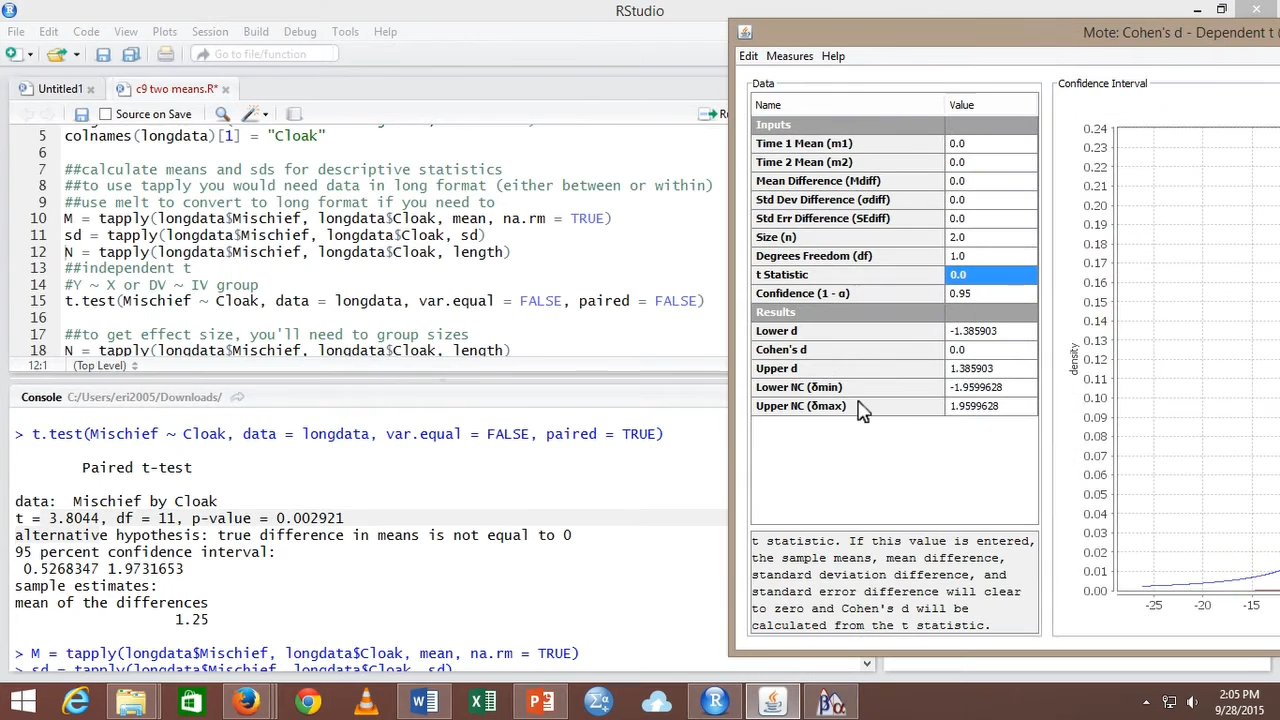 RStudio
File Edit Code View Plots Session Build Debug Tools Help
Go to file/function
Untitled1
c9 two means.R*
Source on Save
5 colnames(longdata)[1] = "Cloak"
6
7 ##calculate means and sds for descriptive statistics
8 ##to use tapply you would need data in long format (either between or within)
9 ##use melt to convert to long format if you need to
10 M = tapply(longdata$Mischief, longdata$Cloak, mean, na.rm = TRUE)
11 sd = tapply(longdata$Mischief, longdata$Cloak, sd)
12 N = tapply(longdata$Mischief, longdata$Cloak, length)
13 ##independent t
14 #Y ~ X or DV ~ IV group
15 t.test(Mischief ~ Cloak, data = longdata, var.equal = FALSE, paired = FALSE)
16
17 ##to get effect size, you'll need to group sizes
18 N = tapply(longdata$Mischief, longdata$Cloak, length)
12:1 (Top Level)
Console C:/Users/eri2005/Downloads/
> t.test(Mischief ~ Cloak, data = longdata, var.equal = FALSE, paired = TRUE)
Paired t-test
data: Mischief by Cloak
t = 3.8044, df = 11, p-value = 0.002921
alternative hypothesis: true difference in means is not equal to 0
95 percent confidence interval:
0.5268347 1.9731653
sample estimates:
mean of the differences
1.25
> M = tapply(longdata$Mischief, longdata$Cloak, mean, na.rm = TRUE)
> sd = tapply(longdata$Mischief, longdata$Cloak, sd)
Mote: Cohen's d - Dependent t (
Edit Measures Help
Data
Name Value
Inputs
Time 1 Mean (m1) 0.0
Time 2 Mean (m2) 0.0
Mean Difference (Mdiff) 0.0
Std Dev Difference (σdiff) 0.0
Std Err Difference (SEdiff) 0.0
Size (n) 2.0
Degrees Freedom (df) 1.0
t Statistic 0.0
Confidence (1 - α) 0.95
Results
Lower d -1.385903
Cohen's d 0.0
Upper d 1.385903
Lower NC (δmin) -1.9599628
Upper NC (δmax) 1.9599628
t statistic. If this value is entered,
the sample means, mean difference,
standard deviation difference, and
standard error difference will clear
to zero and Cohen's d will be
calculated from the t statistic.
Confidence Interval
density
0.24
0.23
0.22
0.21
0.20
0.19
0.18
0.17
0.16
0.15
0.14
0.13
0.12
0.11
0.10
0.09
0.08
0.07
0.06
0.05
0.04
0.03
0.02
0.01
0.00
-25 -20 -15
2:05 PM
9/28/2015